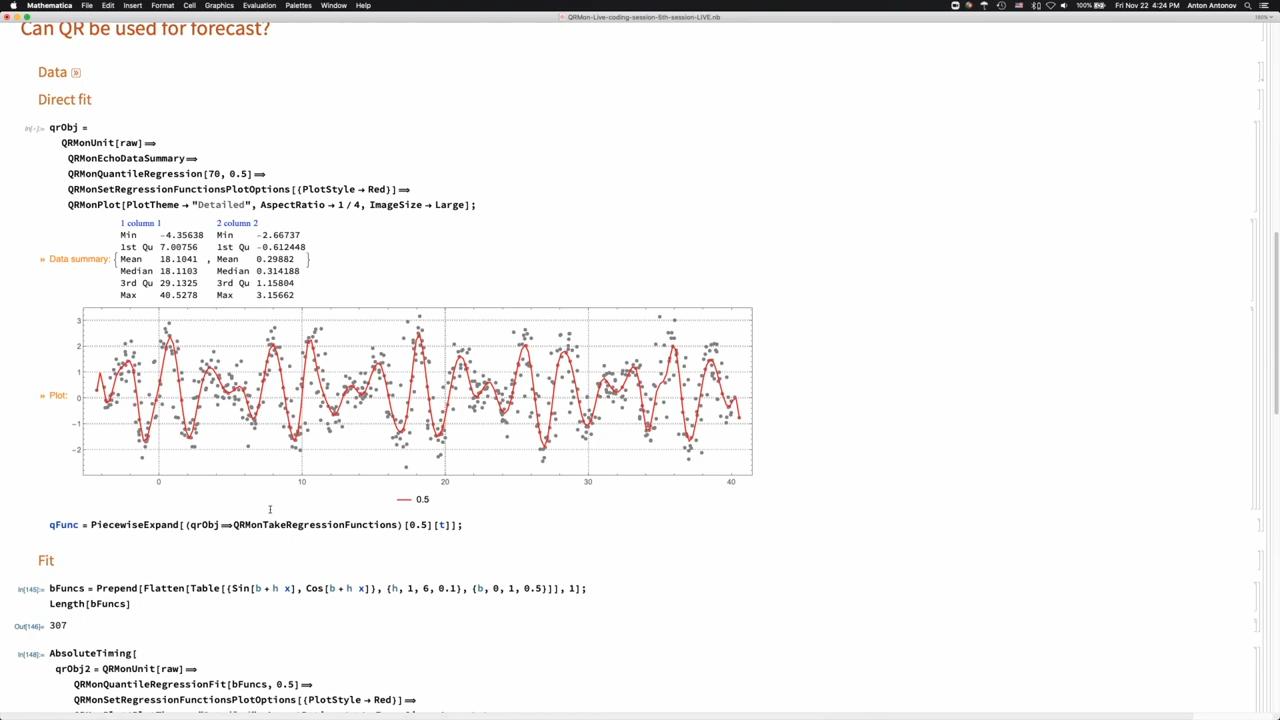 Mathematica File Edit Insert Format Cell Graphics Evaluation Palettes Window Help 100% Fri Nov 22 4:24 PM Anton Antonov
QRMon-Live-coding-session-5th-session-LIVE.nb
Can QR be used for forecast?
Data
Direct fit
In[•]:= qrObj =
QRMonUnit[raw]⟹
QRMonEchoDataSummary⟹
QRMonQuantileRegression[70, 0.5]⟹
QRMonSetRegressionFunctionsPlotOptions[{PlotStyle → Red}]⟹
QRMonPlot[PlotTheme → "Detailed", AspectRatio → 1 / 4, ImageSize → Large];
1 column 1 2 column 2
Min -4.35638 Min -2.66737
1st Qu 7.00756 1st Qu -0.612448
» Data summary: { Mean 18.1041 , Mean 0.29882 }
Median 18.1103 Median 0.314188
3rd Qu 29.1325 3rd Qu 1.15804
Max 40.5278 Max 3.15662
3
2
1
» Plot: 0
-1
-2
0 10 20 30 40
0.5
qFunc = PiecewiseExpand[(qrObj⟹QRMonTakeRegressionFunctions)[0.5][t]];
Fit
In[145]:= bFuncs = Prepend[Flatten[Table[{Sin[b + h x], Cos[b + h x]}, {h, 1, 6, 0.1}, {b, 0, 1, 0.5}]], 1];
Length[bFuncs]
Out[146]= 307
In[148]:= AbsoluteTiming[
qrObj2 = QRMonUnit[raw]⟹
QRMonQuantileRegressionFit[bFuncs, 0.5]⟹
QRMonSetRegressionFunctionsPlotOptions[{PlotStyle → Red}]⟹